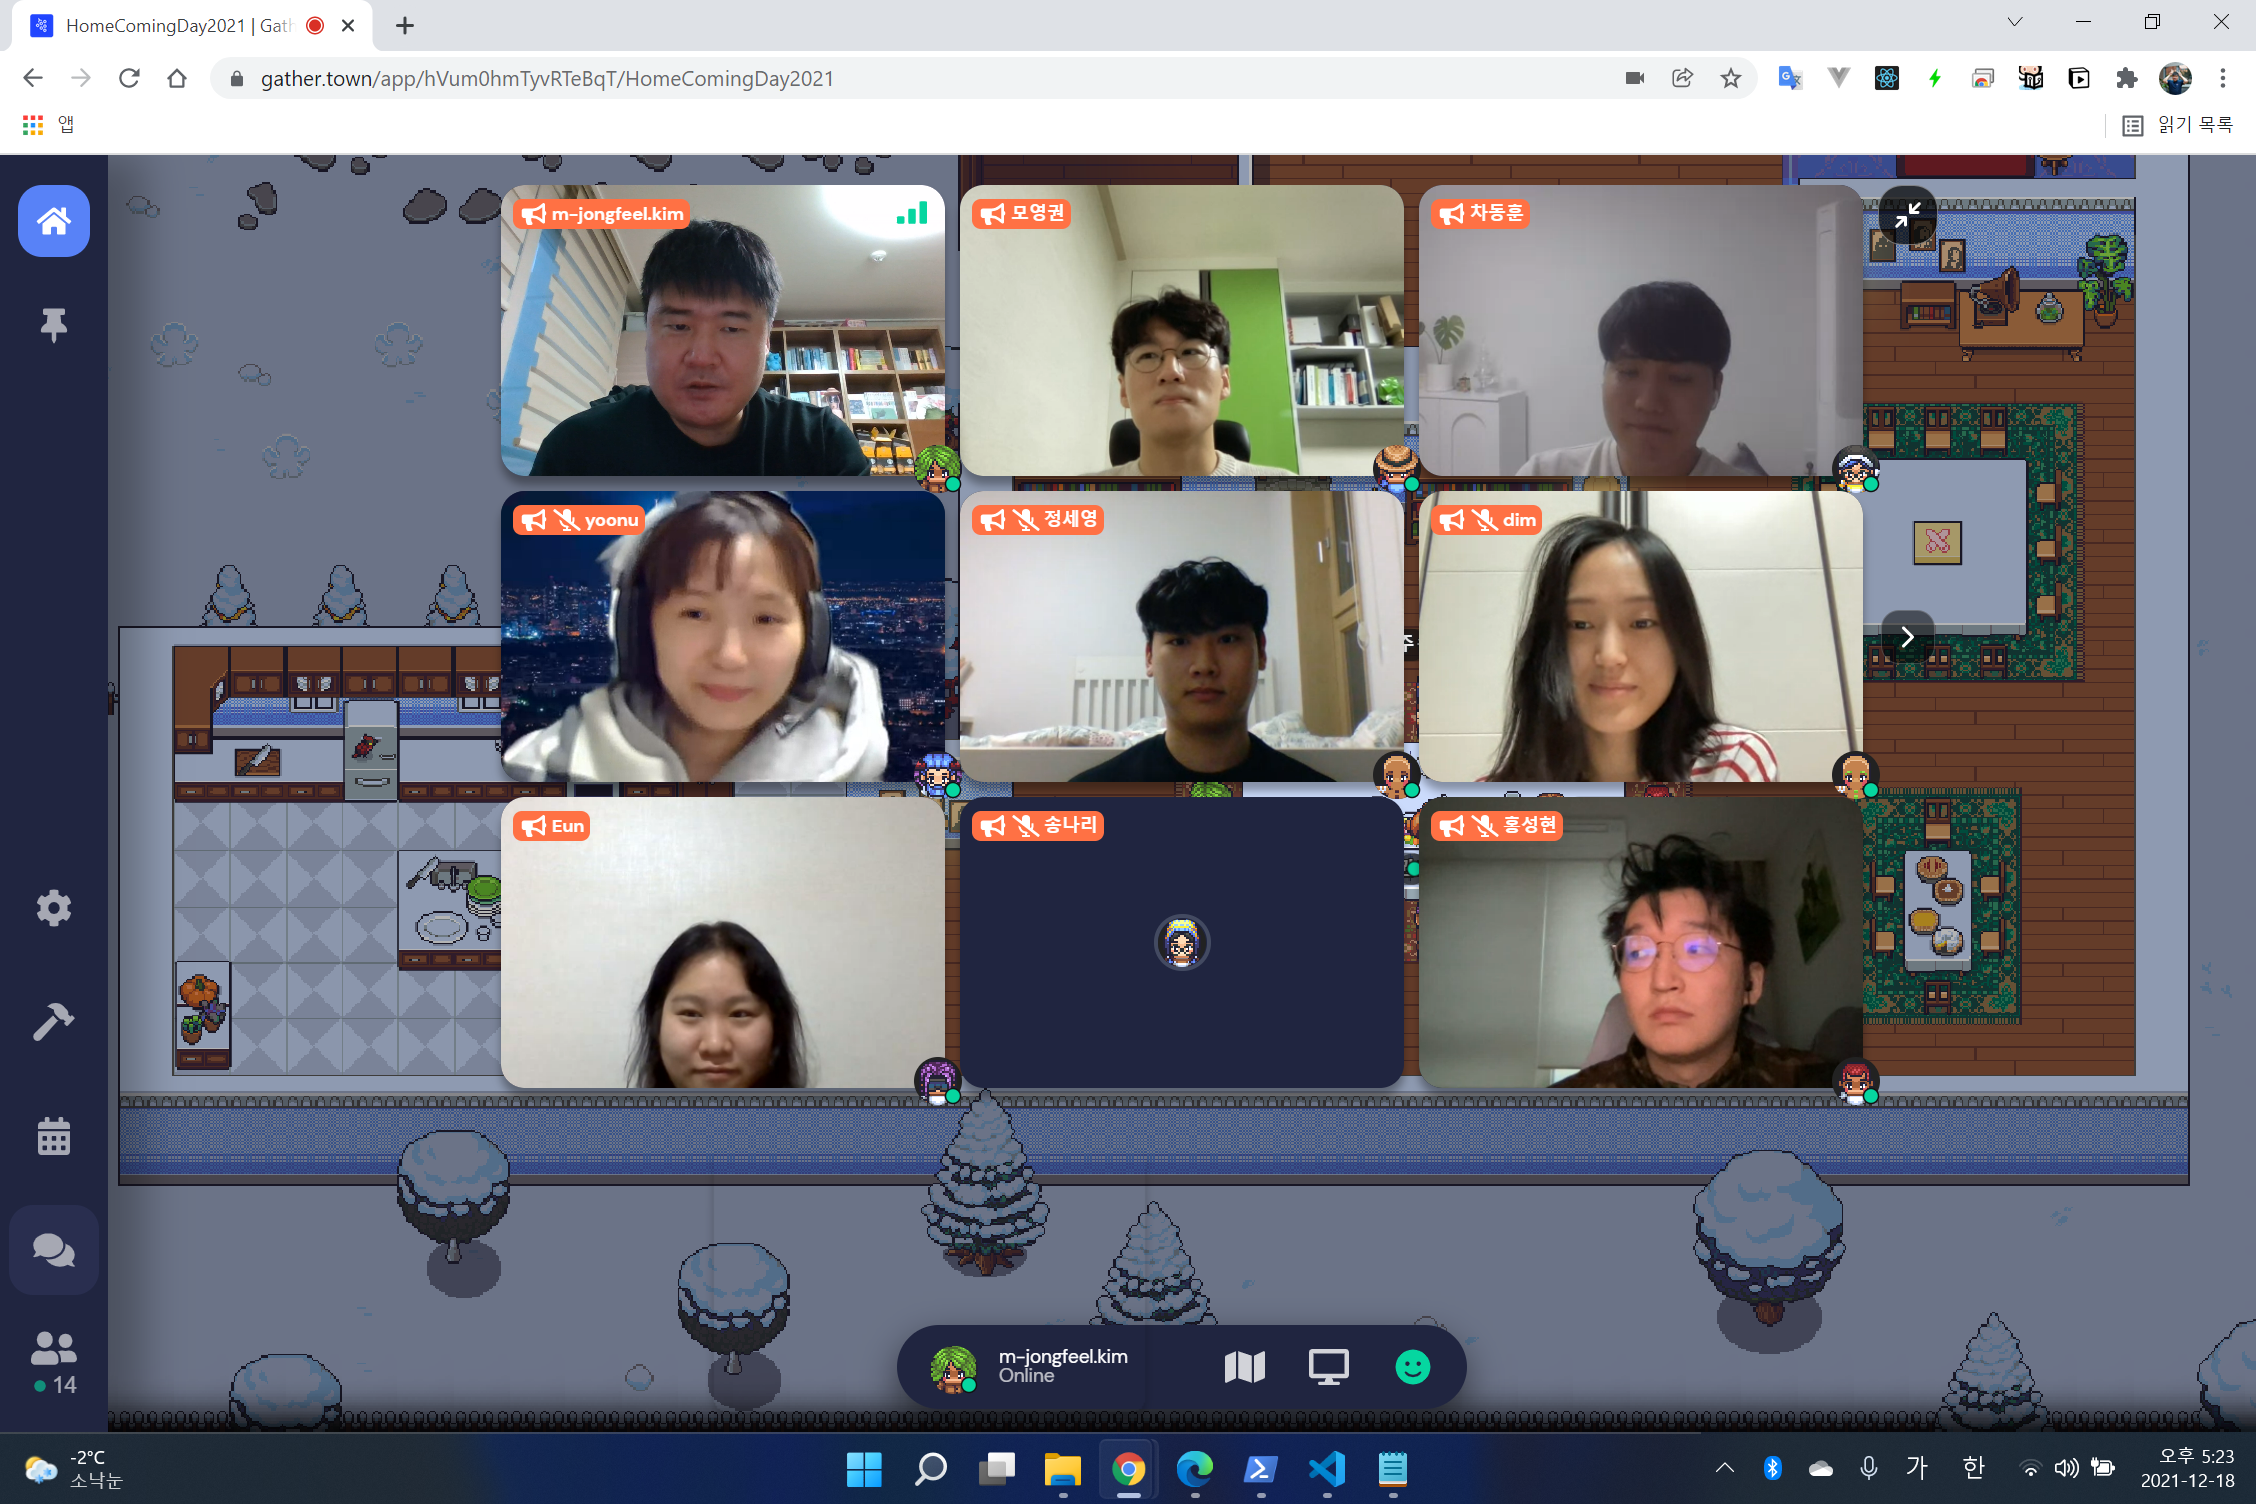 HomeComingDay2021 | Gath
gather.town/app/hVum0hmTyvRTeBqT/HomeComingDay2021
앱
읽기 목록
m-jongfeel.kim
모영권
차동훈
yoonu
정세영
dim
Eun
송나리
홍성현
14
m-jongfeel.kim
Online
-2°C
소낙눈
가
한
오후 5:23
2021-12-18